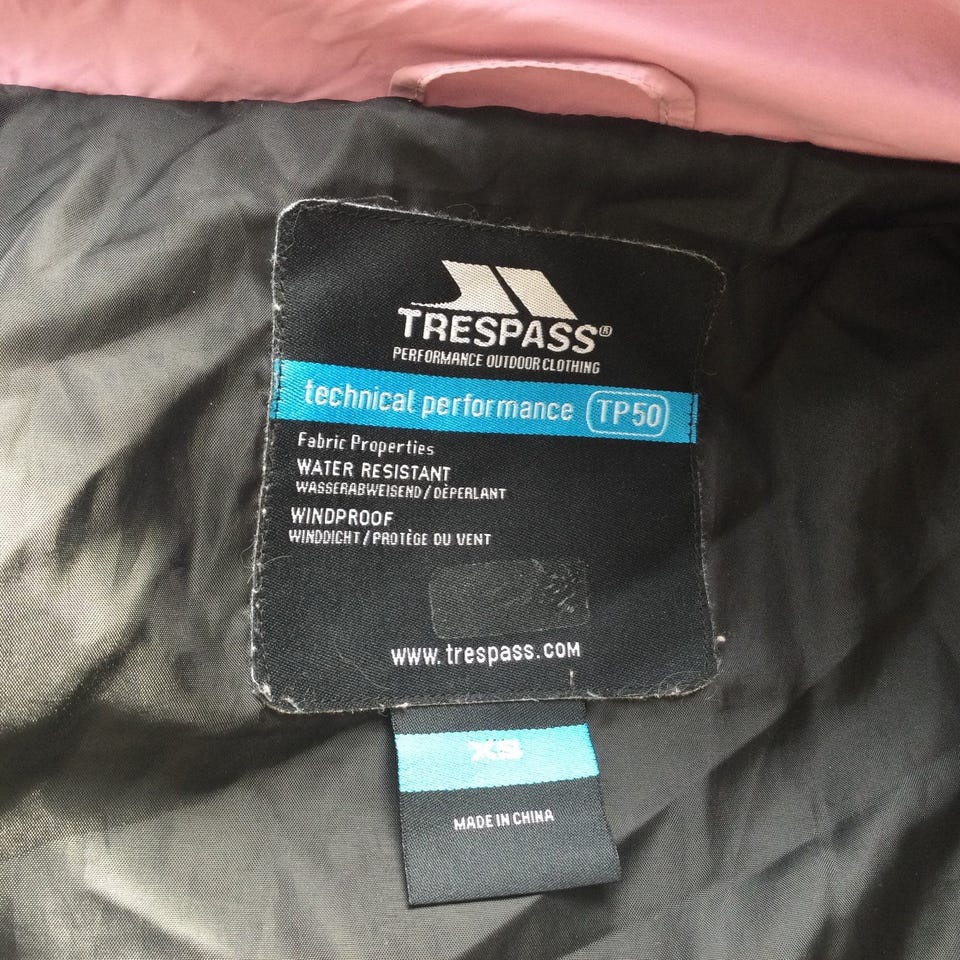 TRESPASS®
PERFORMANCE OUTDOOR CLOTHING
technical performance TP50
Fabric Properties
WATER RESISTANT
WASSERABWEISEND / DÉPERLANT
WINDPROOF
WINDDICHT / PROTÈGE DU VENT
www.trespass.com
XS
MADE IN CHINA